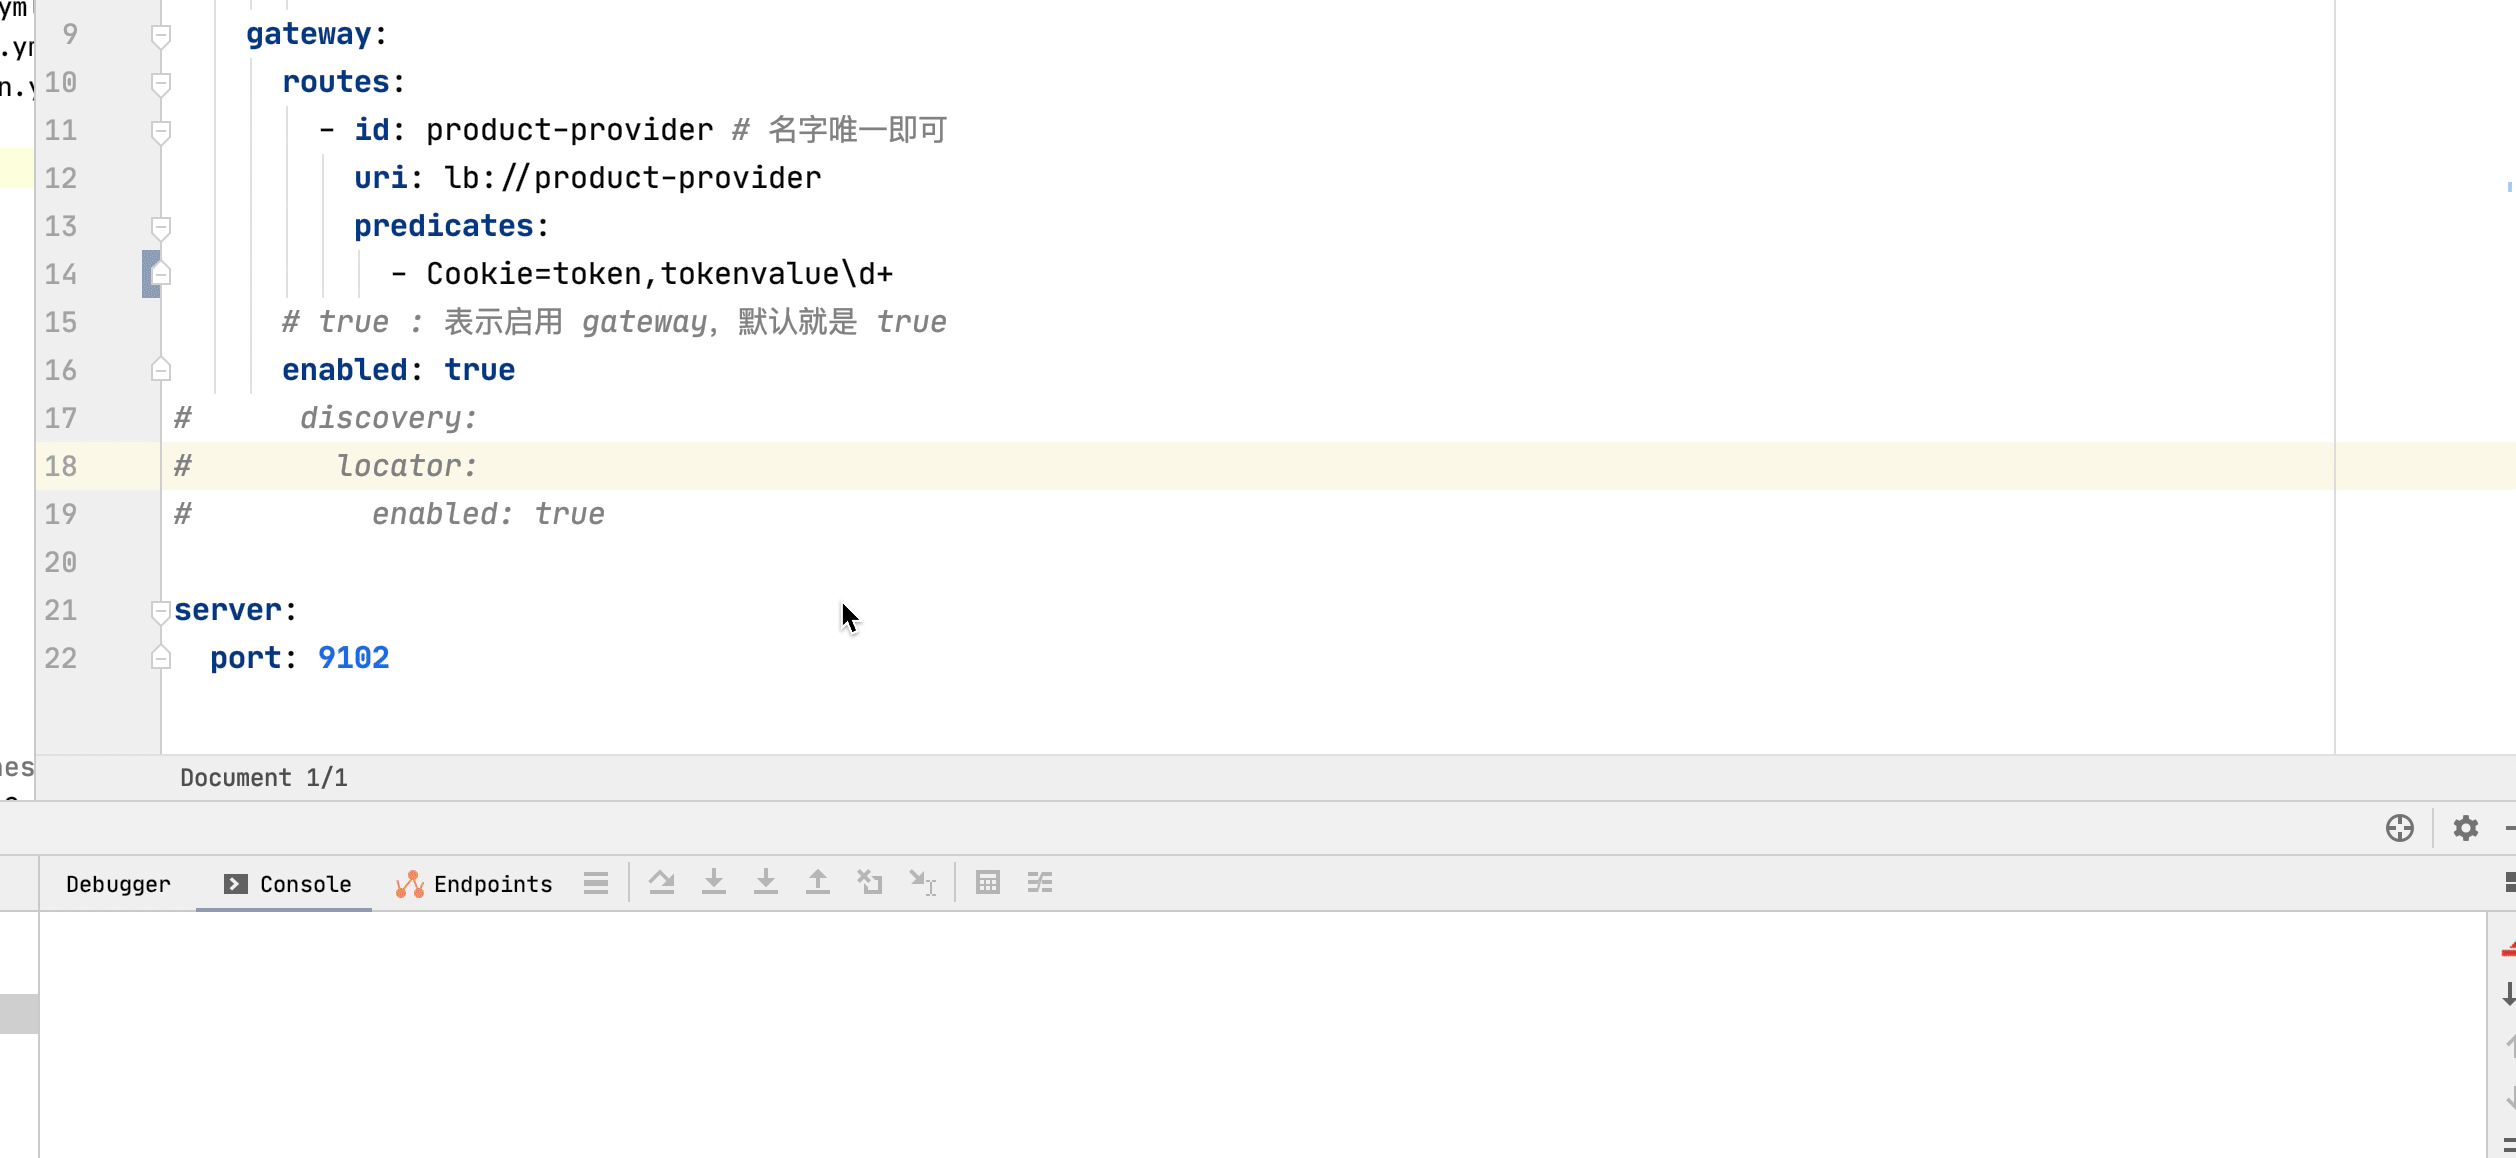 9 gateway:
10 routes:
11 - id: product-provider # 名字唯一即可
12 uri: lb://product-provider
13 predicates:
14 - Cookie=token,tokenvalue\d+
15 # true : 表示启用 gateway, 默认就是 true
16 enabled: true
17 # discovery:
18 # locator:
19 # enabled: true
20
21 server:
22 port: 9102
Document 1/1
Debugger Console Endpoints